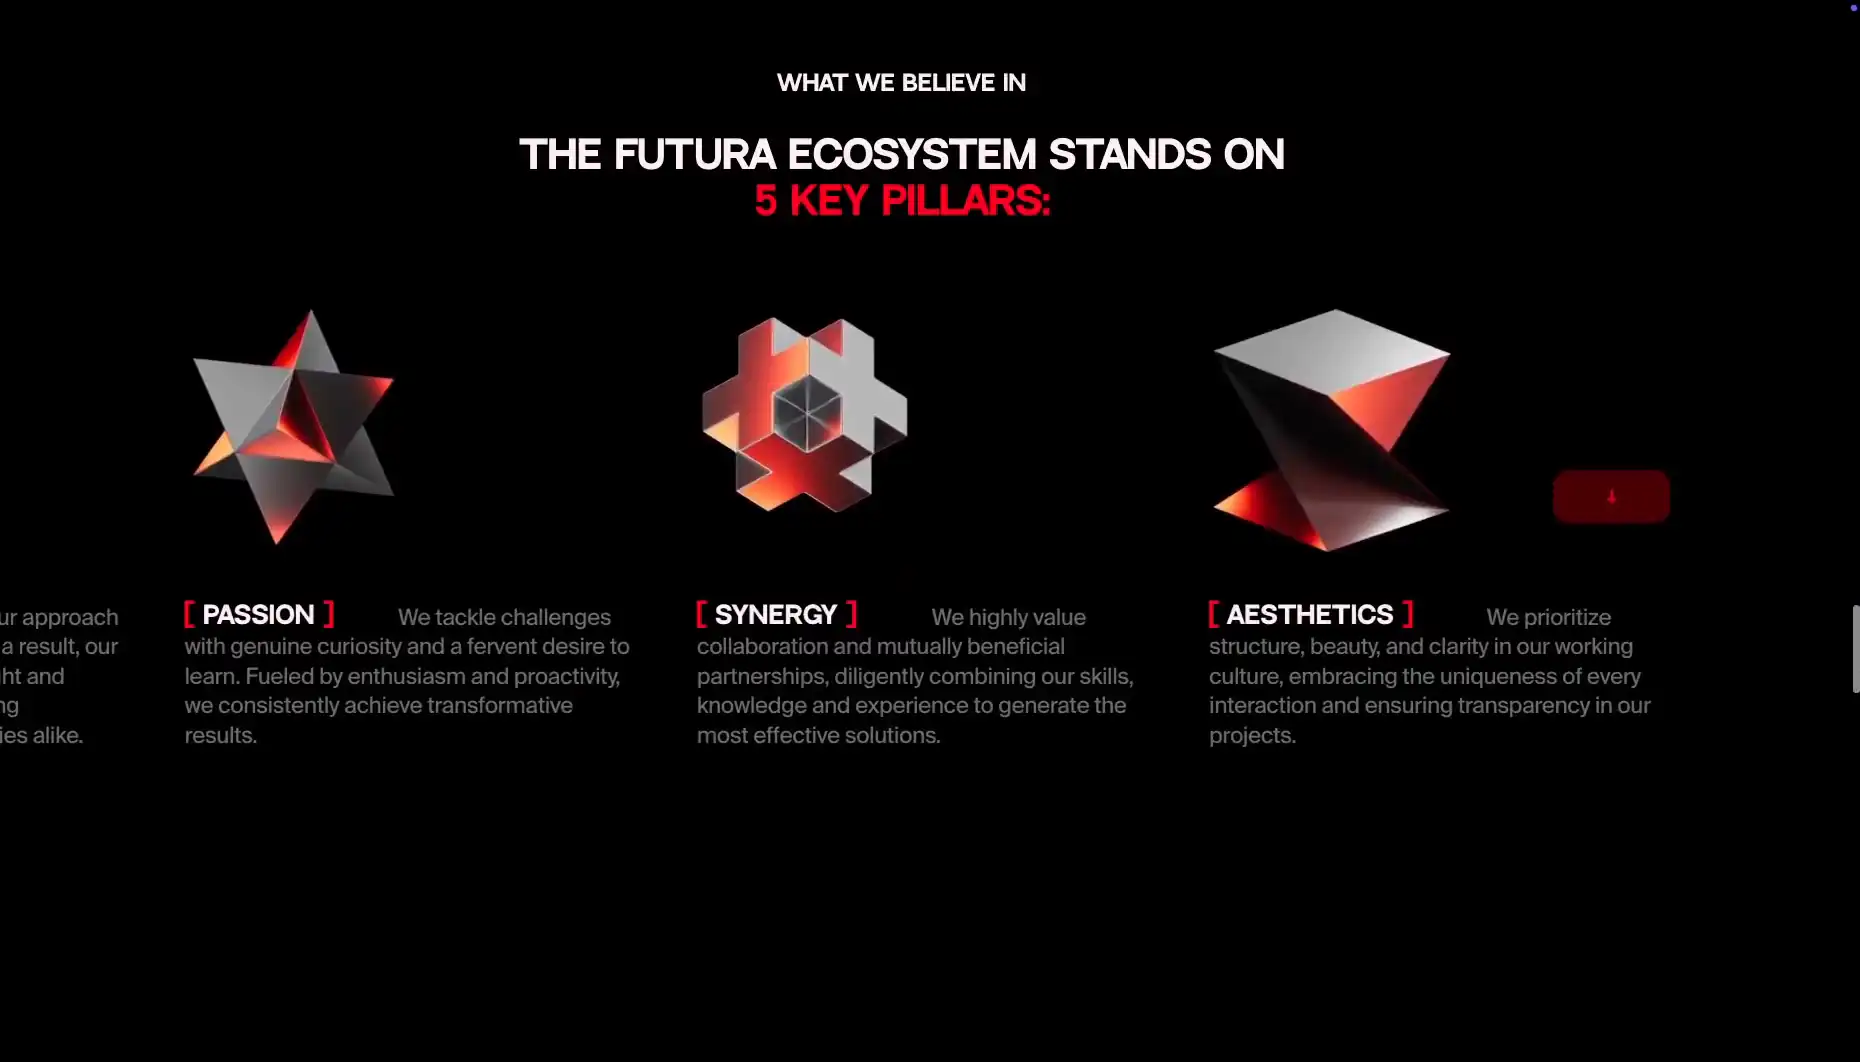 WHAT WE BELIEVE IN
THE FUTURA ECOSYSTEM STANDS ON
5 KEY PILLARS:
ur approach
a result, our
ht and
ng
ies alike.
[ PASSION ] We tackle challenges
with genuine curiosity and a fervent desire to
learn. Fueled by enthusiasm and proactivity,
we consistently achieve transformative
results.
[ SYNERGY ] We highly value
collaboration and mutually beneficial
partnerships, diligently combining our skills,
knowledge and experience to generate the
most effective solutions.
[ AESTHETICS ] We prioritize
structure, beauty, and clarity in our working
culture, embracing the uniqueness of every
interaction and ensuring transparency in our
projects.